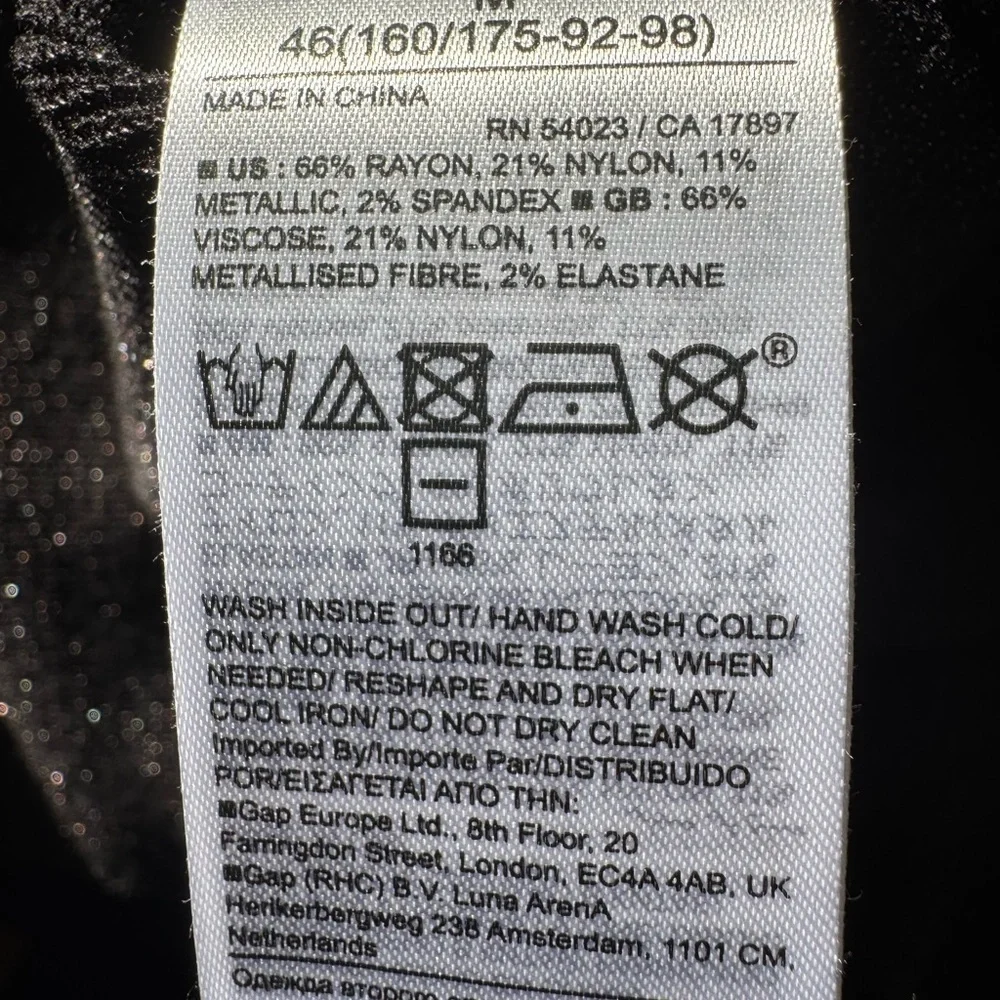 M
46(160/175-92-98)
MADE IN CHINA
RN 54023 / CA 17897
US : 66% RAYON, 21% NYLON, 11%
METALLIC, 2% SPANDEX ■ GB : 66%
VISCOSE, 21% NYLON, 11%
METALLISED FIBRE, 2% ELASTANE
®
1166
WASH INSIDE OUT/ HAND WASH COLD/
ONLY NON-CHLORINE BLEACH WHEN
NEEDED/ RESHAPE AND DRY FLAT/
COOL IRON/ DO NOT DRY CLEAN
Imported By/Importe Par/DISTRIBUIDO
POR/ΕΙΣΑΓΕΤΑΙ ΑΠΟ ΤΗΝ:
■Gap Europe Ltd., 8th Floor, 20
Farringdon Street, London, EC4A 4AB, UK
■Gap (RHC) B.V. Luna ArenA
Herikerbergweg 238 Amsterdam, 1101 CM,
Netherlands
Одежда второго